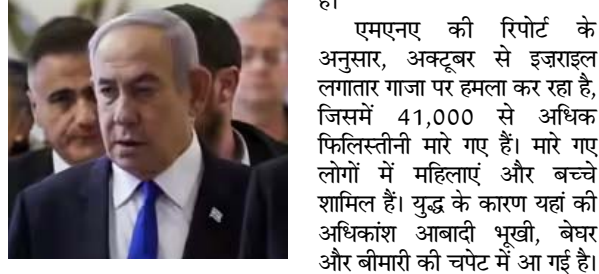 है।
एमएनए की रिपोर्ट के
अनुसार, अक्टूबर से इज़राइल
लगातार गाजा पर हमला कर रहा है,
जिसमें 41,000 से अधिक
फिलिस्तीनी मारे गए हैं। मारे गए
लोगों में महिलाएं और बच्चे
शामिल हैं। युद्ध के कारण यहां की
अधिकांश आबादी भूखी, बेघर
और बीमारी की चपेट में आ गई है।